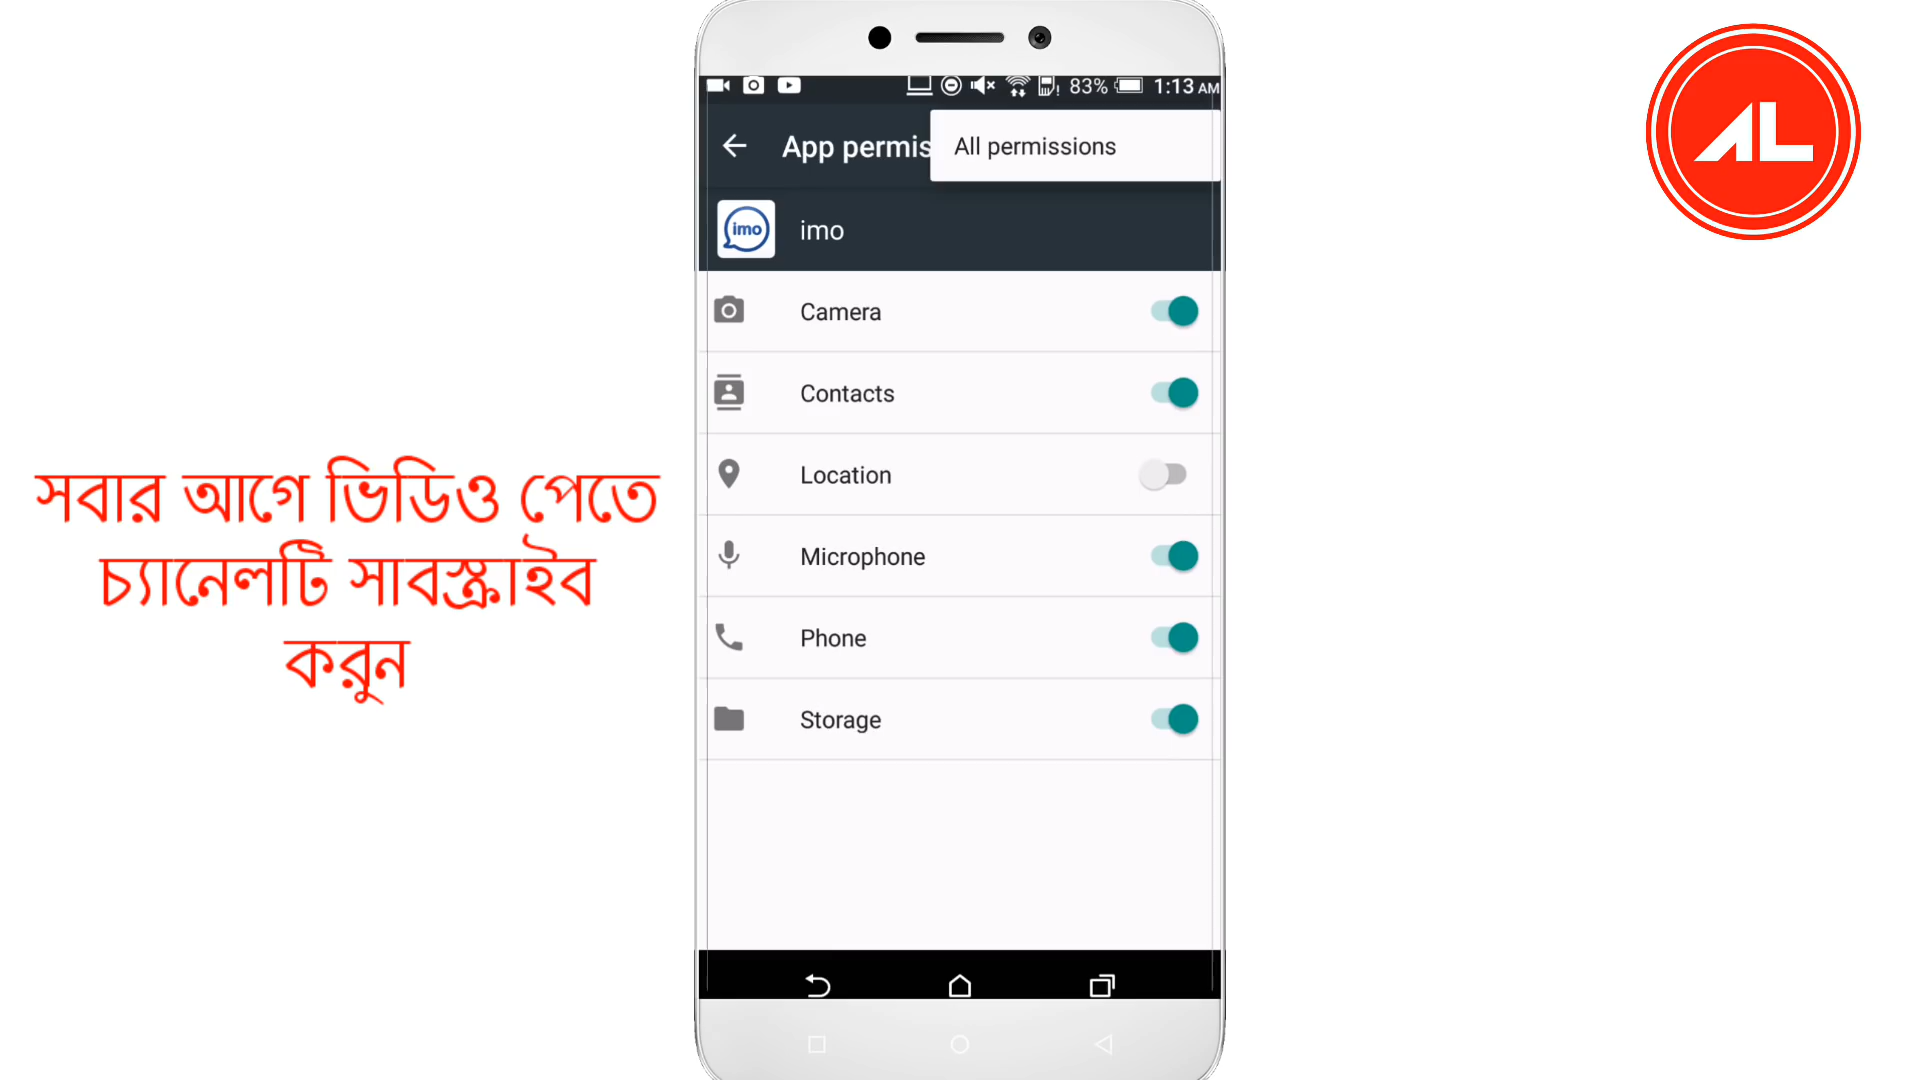 83% 1:13 AM
App permis
All permissions
imo
imo
Camera
Contacts
Location
Microphone
Phone
Storage
সবার আগে ভিডিও পেতে
চ্যানেলটি সাবস্ক্রাইব
করুন
AL